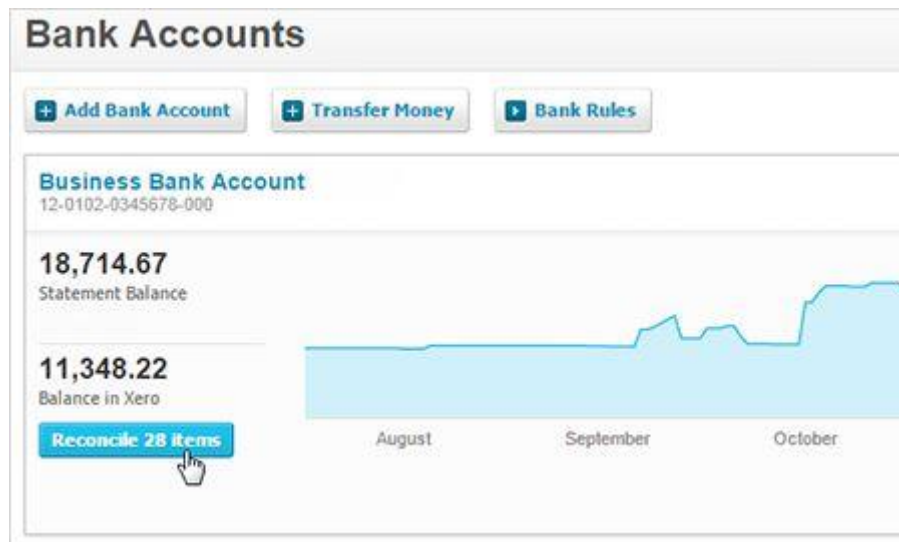 Bank Accounts
Add Bank Account Transfer Money Bank Rules
Business Bank Account
12-0102-0345678-000
18,714.67
Statement Balance
11,348.22
Balance in Xero
Reconcile 28 items
August September October